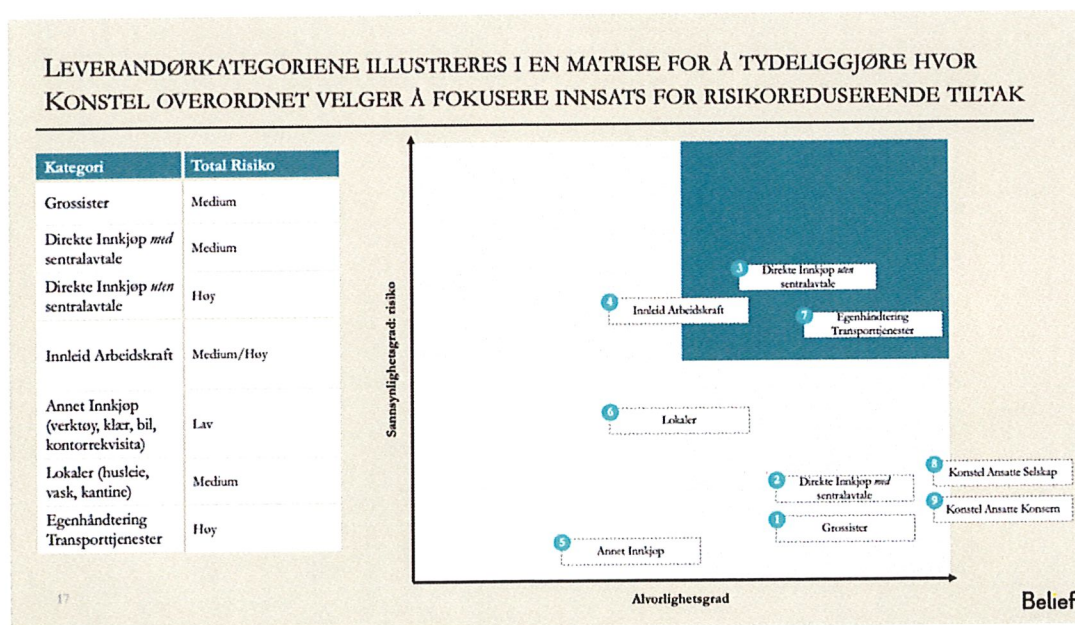 LEVERANDØRKATEGORIENE ILLUSTRERES I EN MATRISE FOR Å TYDELIGGJØRE HVOR
KONSTEL OVERORDNET VELGER Å FOKUSERE INNSATS FOR RISIKOREDUSERENDE TILTAK
Kategori Total Risiko
Grossister Medium
Direkte Innkjøp med
sentralavtale Medium
Direkte Innkjøp uten
sentralavtale Høy
Innleid Arbeidskraft Medium/Høy
Annet Innkjøp
(verktøy, klær, bil,
kontorrekvisita) Lav
Lokaler (husleie,
vask, kantine) Medium
Egenhåndtering
Transporttjenester Høy
Sannsynlighetsgrad: risiko
3 Direkte Innkjøp uten
sentralavtale
4 Innleid Arbeidskraft
7 Egenhåndtering
Transporttjenester
6 Lokaler
8 Konstel Ansatte Selskap
2 Direkte Innkjøp med
sentralavtale
9 Konstel Ansatte Konsern
1 Grossister
5 Annet Innkjøp
Alvorlighetsgrad
17
Belief